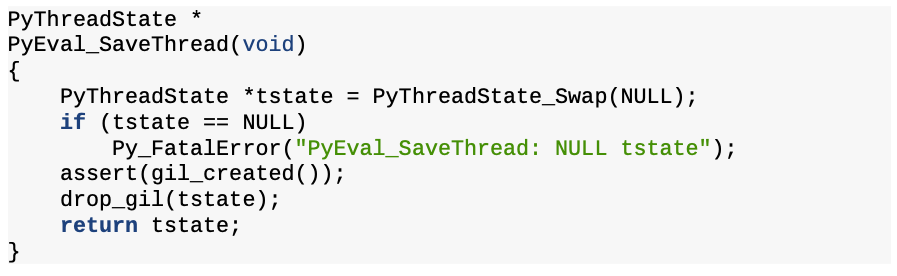 PyThreadState *
PyEval_SaveThread(void)
{
    PyThreadState *tstate = PyThreadState_Swap(NULL);
    if (tstate == NULL)
        Py_FatalError("PyEval_SaveThread: NULL tstate");
    assert(gil_created());
    drop_gil(tstate);
    return tstate;
}